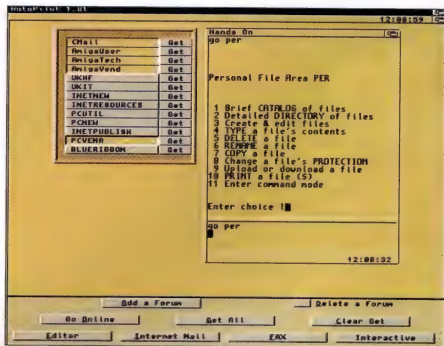 AutoPilot 1.01
12:08:59
CMail Get
AmigaUser Get
AmigaTech Get
AmigaVend Get
UKHF Get
UKIT Get
INETNEW Get
INETRESOURCES Get
PCUTIL Get
PCNEW Get
INETPUBLISH Get
PCVENA Get
BLUERIBBON Get
Hands On
go per
Personal File Area PER
1 Brief CATALOG of files
2 Detailed DIRECTORY of files
3 Create & edit files
4 TYPE a file's contents
5 DELETE a file
6 RENAME a file
7 COPY a file
8 Change a file's PROTECTION
9 Upload or download a file
10 PRINT a file ($)
11 Enter command mode
Enter choice !
go per
12:08:32
Add a Forum
Delete a Forum
Go Online
Get All
Clear Get
Editor
Internet Mail
FAX
Interactive